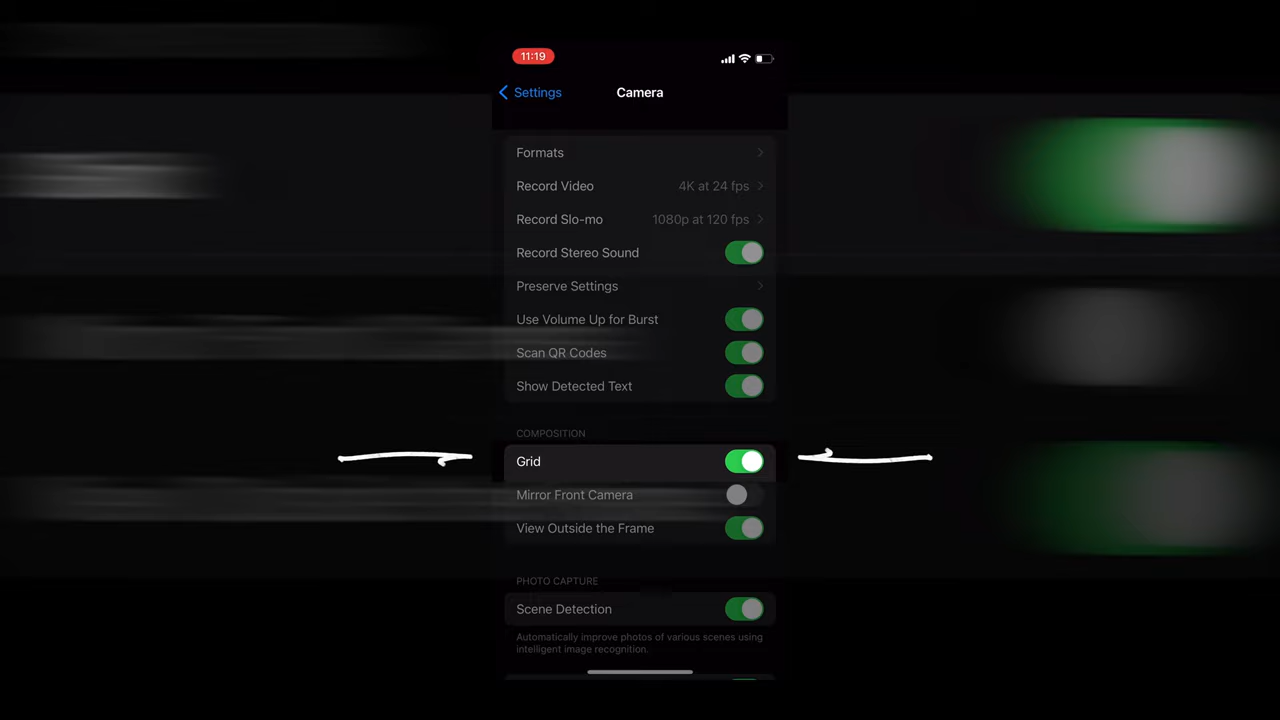 11:19
Settings
Camera
Formats
Record Video 4K at 24 fps
Record Slo-mo 1080p at 120 fps
Record Stereo Sound
Preserve Settings
Use Volume Up for Burst
Scan QR Codes
Show Detected Text
COMPOSITION
Grid
Mirror Front Camera
View Outside the Frame
PHOTO CAPTURE
Scene Detection
Automatically improve photos of various scenes using
intelligent image recognition.